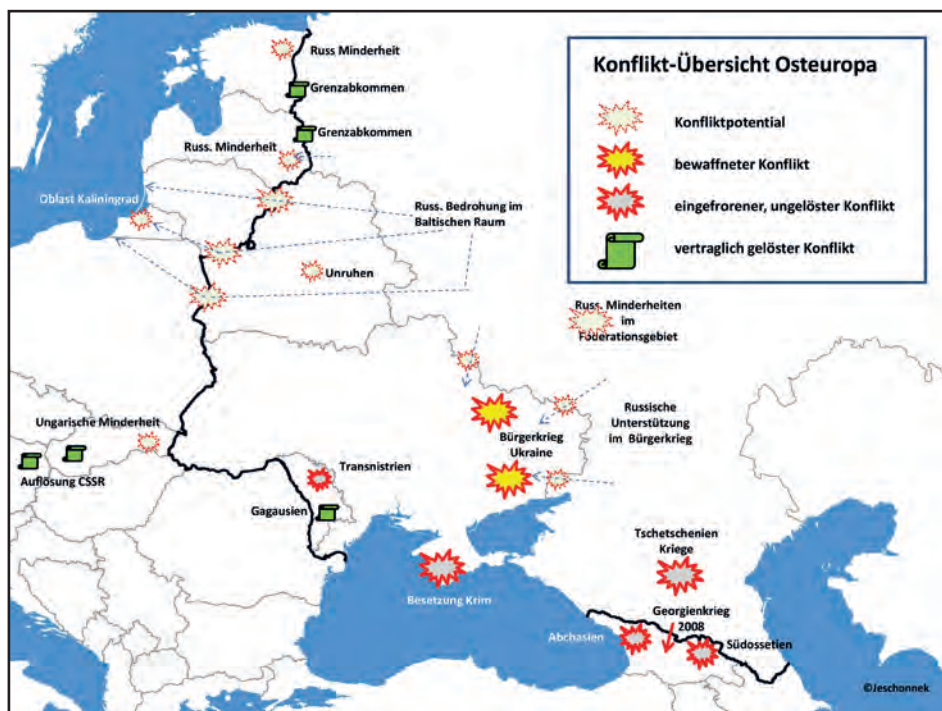 Russ Minderheit
Grenzabkommen
Grenzabkommen
Russ. Minderheit
Oblast Kaliningrad
Russ. Bedrohung im
Baltischen Raum
Unruhen
Konflikt-Übersicht Osteuropa
Konfliktpotential
bewaffneter Konflikt
eingefrorener, ungelöster Konflikt
vertraglich gelöster Konflikt
Russ. Minderheiten
im
Föderationsgebiet
Ungarische Minderheit
Auflösung CSSR
Transnistrien
Gagausien
Bürgerkrieg
Ukraine
Russische
Unterstützung
im Bürgerkrieg
Besetzung Krim
Tschetschenien
Kriege
Georgienkrieg
2008
Abchasien
Südossetien
©Jeschonnek